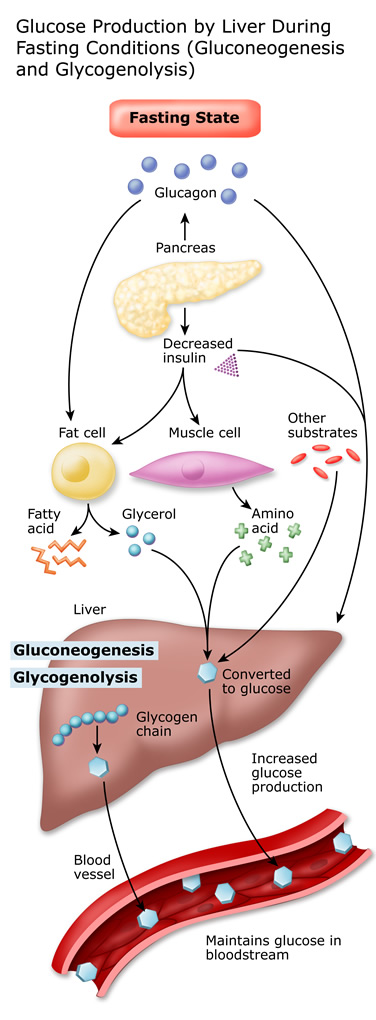 Glucose Production by Liver During
Fasting Conditions (Gluconeogenesis
and Glycogenolysis)
Fasting State
Glucagon
Pancreas
Decreased
insulin
Fat cell
Muscle cell
Other
substrates
Fatty
acid
Glycerol
Amino
acid
Liver
Gluconeogenesis
Glycogenolysis
Converted
to glucose
Glycogen
chain
Increased
glucose
production
Blood
vessel
Maintains glucose in
bloodstream